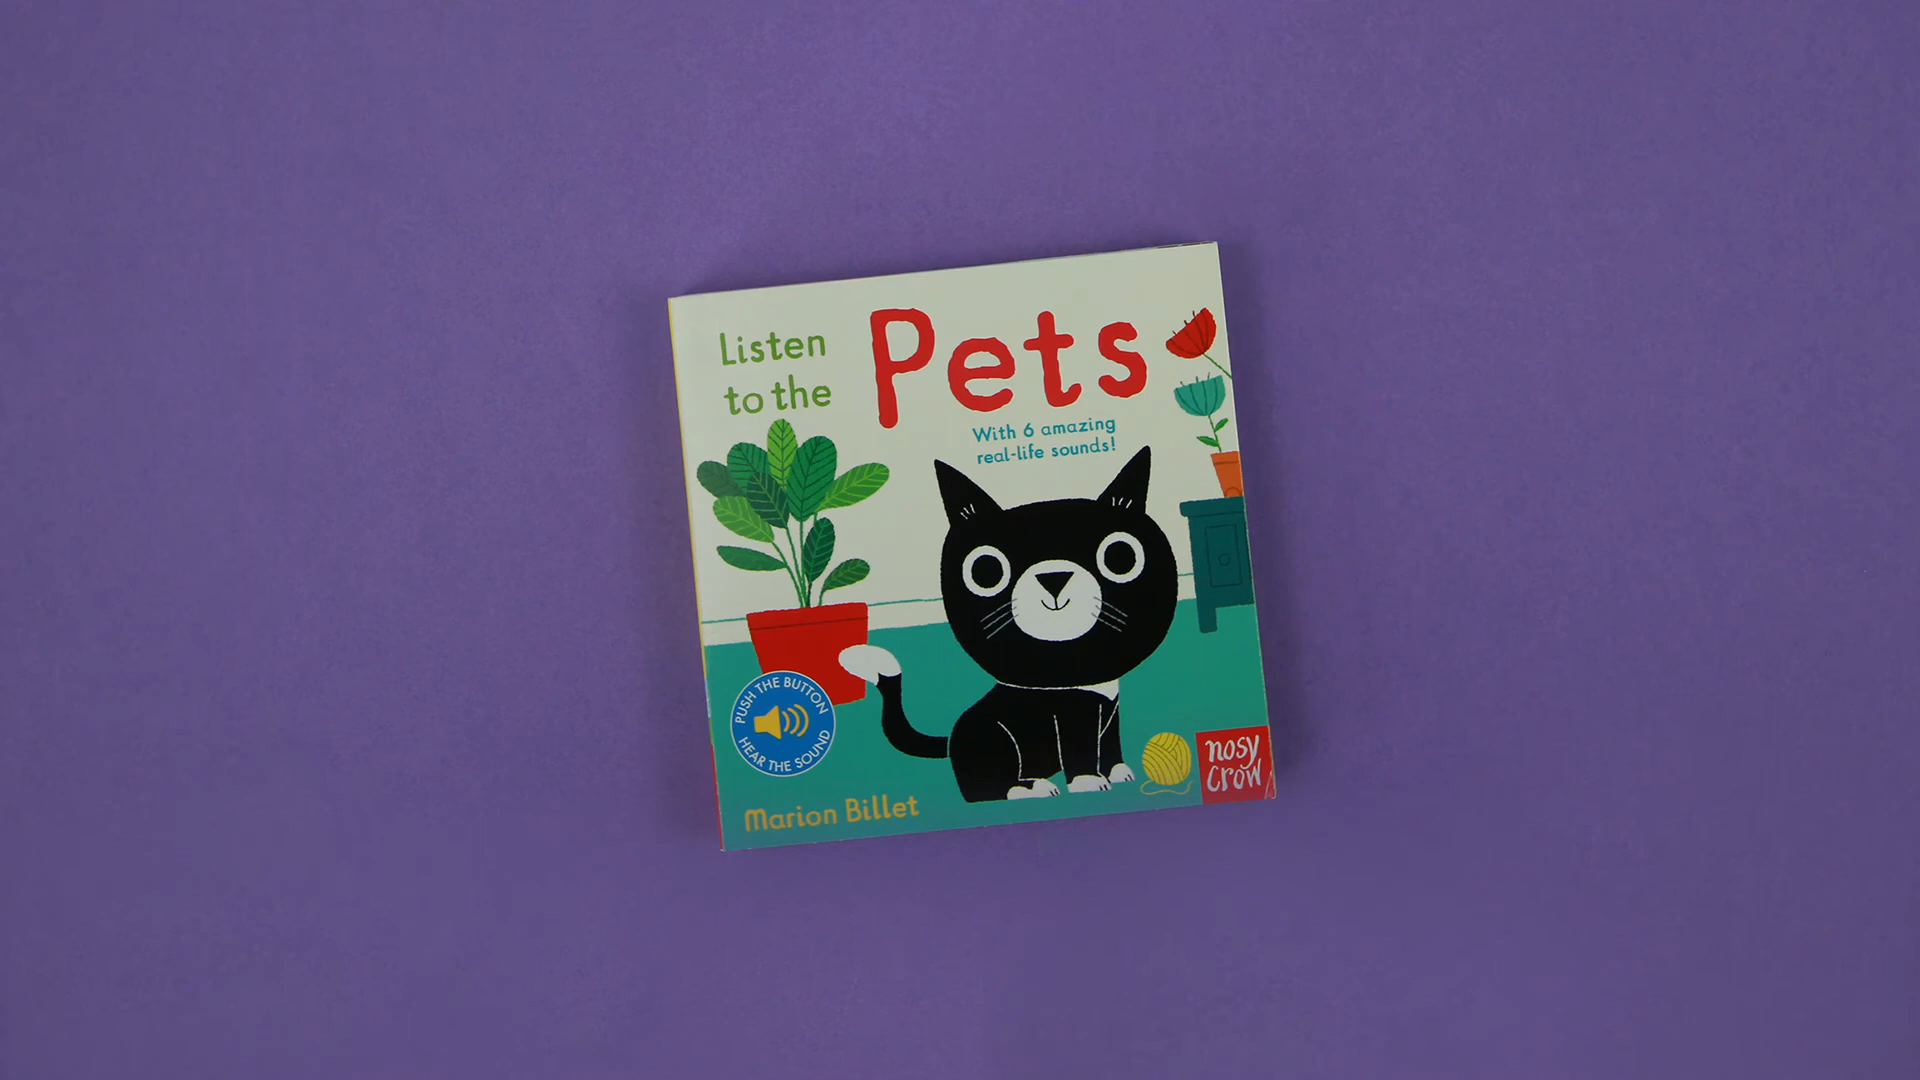 Listen
to the
Pets
With 6 amazing
real-life sounds!
PUSH THE BUTTON
HEAR THE SOUND
Marion Billet
nosy
crow